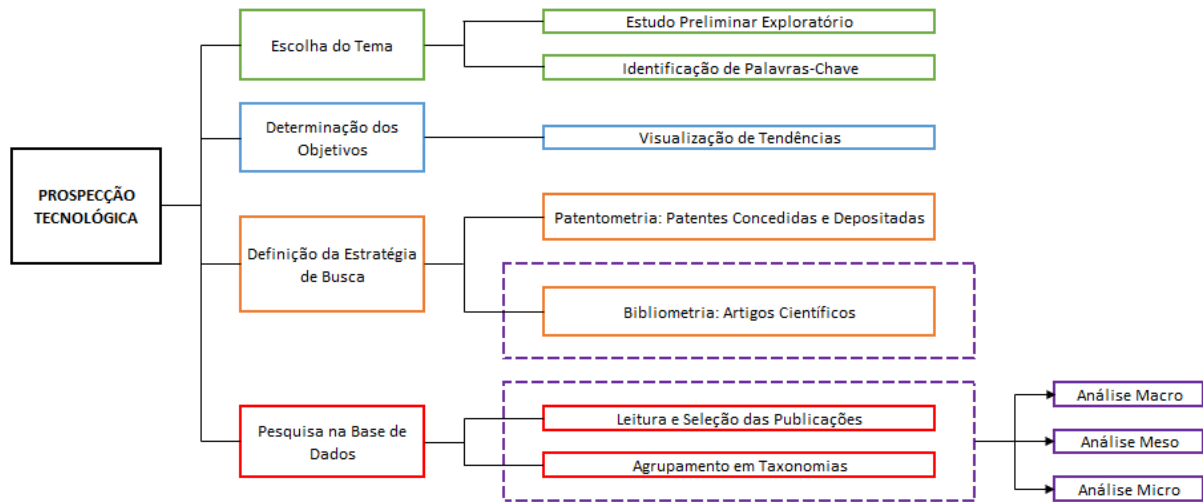 PROSPECÇÃO
TECNOLÓGICA
Escolha do Tema
Estudo Preliminar Exploratório
Identificação de Palavras-Chave
Determinação dos
Objetivos
Visualização de Tendências
Definição da Estratégia
de Busca
Patentometria: Patentes Concedidas e Depositadas
Bibliometria: Artigos Científicos
Pesquisa na Base de
Dados
Leitura e Seleção das Publicações
Agrupamento em Taxonomias
Análise Macro
Análise Meso
Análise Micro